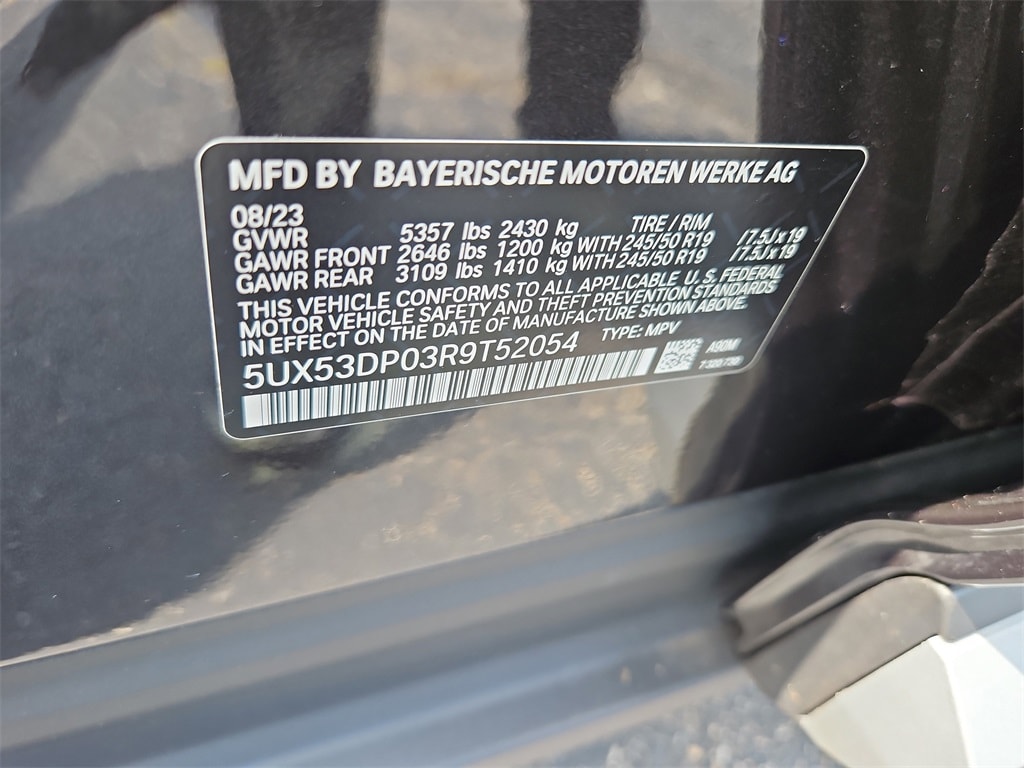 MFD BY BAYERISCHE MOTOREN WERKE AG
08/23 TIRE / RIM
GVWR 5357 lbs 2430 kg
GAWR FRONT 2646 lbs 1200 kg WITH 245/50 R19 /7.5J x 19
GAWR REAR 3109 lbs 1410 kg WITH 245/50 R19 /7.5J x 19
THIS VEHICLE CONFORMS TO ALL APPLICABLE U. S. FEDERAL
MOTOR VEHICLE SAFETY AND THEFT PREVENTION STANDARDS
IN EFFECT ON THE DATE OF MANUFACTURE SHOWN ABOVE.
5UX53DP03R9T52054 TYPE: MPV
A90M